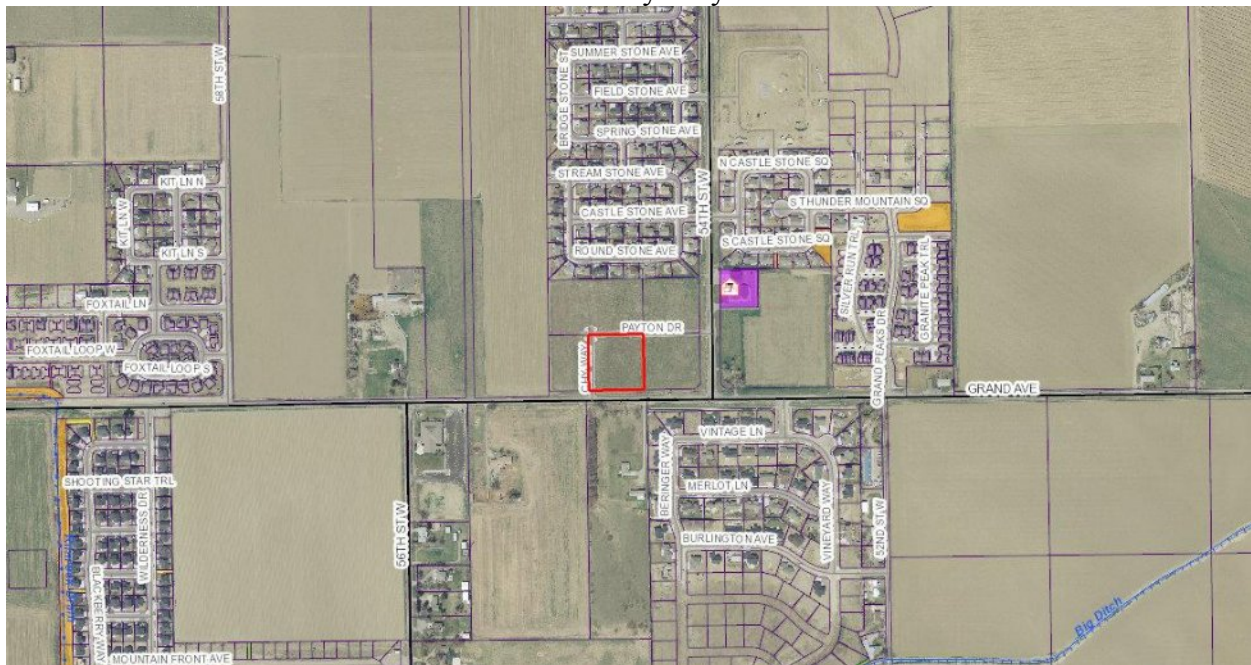 SUMMER STONE AVE
58TH ST W
BRIDGE STONE ST
FIELD STONE AVE
SPRING STONE AVE
N CASTLE STONE SQ
STREAM STONE AVE
KIT LN N
KIT LN W
S THUNDER MOUNTAIN SQ
CASTLE STONE AVE
54TH ST W
S CASTLE STONE SQ
KIT LN S
ROUND STONE AVE
SILVER RUN TRL
GRANITE PEAK TRL
FOXTAIL LN
PAYTON DR
FOXTAIL LOOP W
FOXTAIL LOOP S
GRAND PEAKS DR
GRAND AVE
VINTAGE LN
BERINGER WAY
SHOOTING STAR TRL
MERLOT LN
WILDERNESS DR
VINEYARD WAY
56TH ST W
BURLINGTON AVE
52ND ST W
BLACKBERRY WAY
Big Ditch
MOUNTAIN FRONT AVE